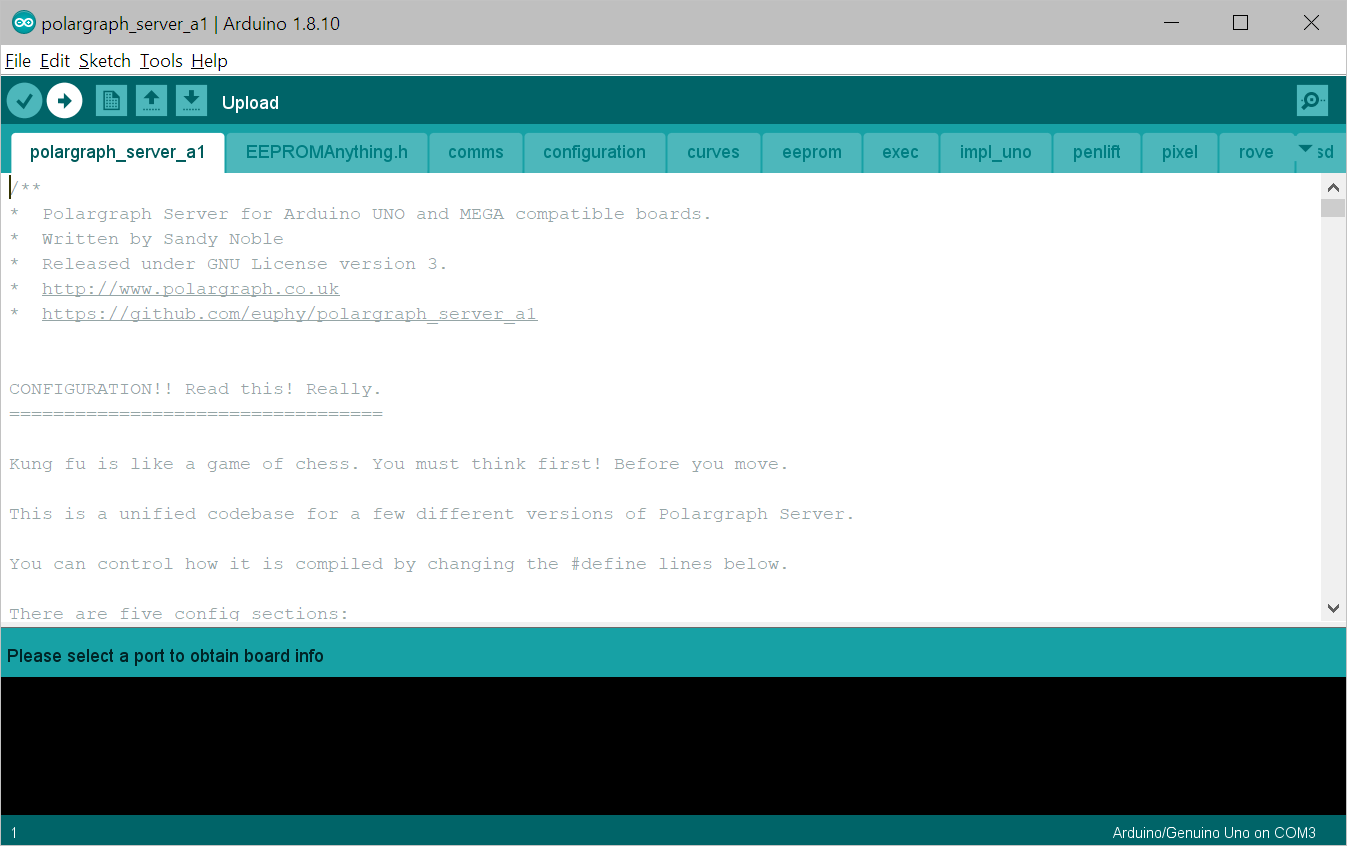 polargraph_server_a1 | Arduino 1.8.10
File Edit Sketch Tools Help
Upload
polargraph_server_a1 EEPROMAnything.h comms configuration curves eeprom exec impl_uno penlift pixel rove sd
/**
*  Polargraph Server for Arduino UNO and MEGA compatible boards.
*  Written by Sandy Noble
*  Released under GNU License version 3.
*  http://www.polargraph.co.uk
*  https://github.com/euphy/polargraph_server_a1
CONFIGURATION!! Read this! Really.
==================================
Kung fu is like a game of chess. You must think first! Before you move.
This is a unified codebase for a few different versions of Polargraph Server.
You can control how it is compiled by changing the #define lines below.
There are five config sections:
Please select a port to obtain board info
1 Arduino/Genuino Uno on COM3